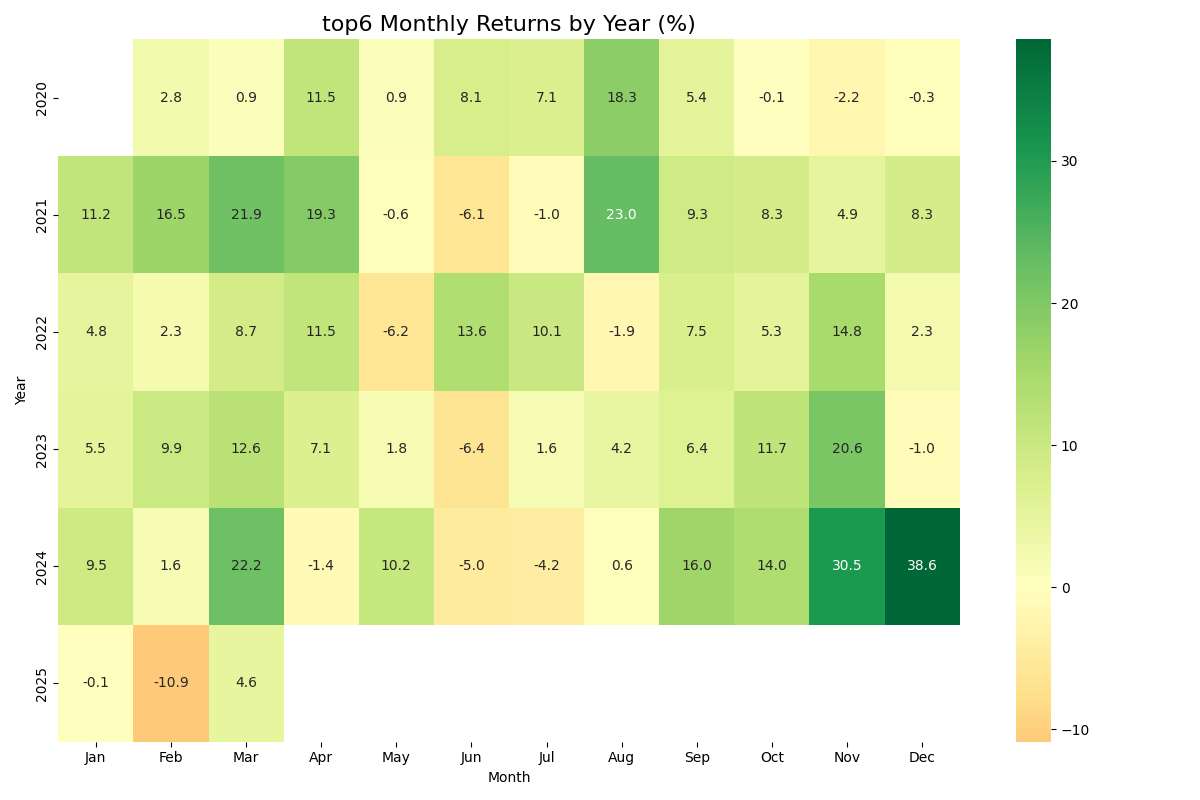 top6 Monthly Returns by Year (%)
2020 2.8 0.9 11.5 0.9 8.1 7.1 18.3 5.4 -0.1 -2.2 -0.3
2021 11.2 16.5 21.9 19.3 -0.6 -6.1 -1.0 23.0 9.3 8.3 4.9 8.3
2022 4.8 2.3 8.7 11.5 -6.2 13.6 10.1 -1.9 7.5 5.3 14.8 2.3
2023 5.5 9.9 12.6 7.1 1.8 -6.4 1.6 4.2 6.4 11.7 20.6 -1.0
2024 9.5 1.6 22.2 -1.4 10.2 -5.0 -4.2 0.6 16.0 14.0 30.5 38.6
2025 -0.1 -10.9 4.6
Year
Jan Feb Mar Apr May Jun Jul Aug Sep Oct Nov Dec
Month
30
20
10
0
−10